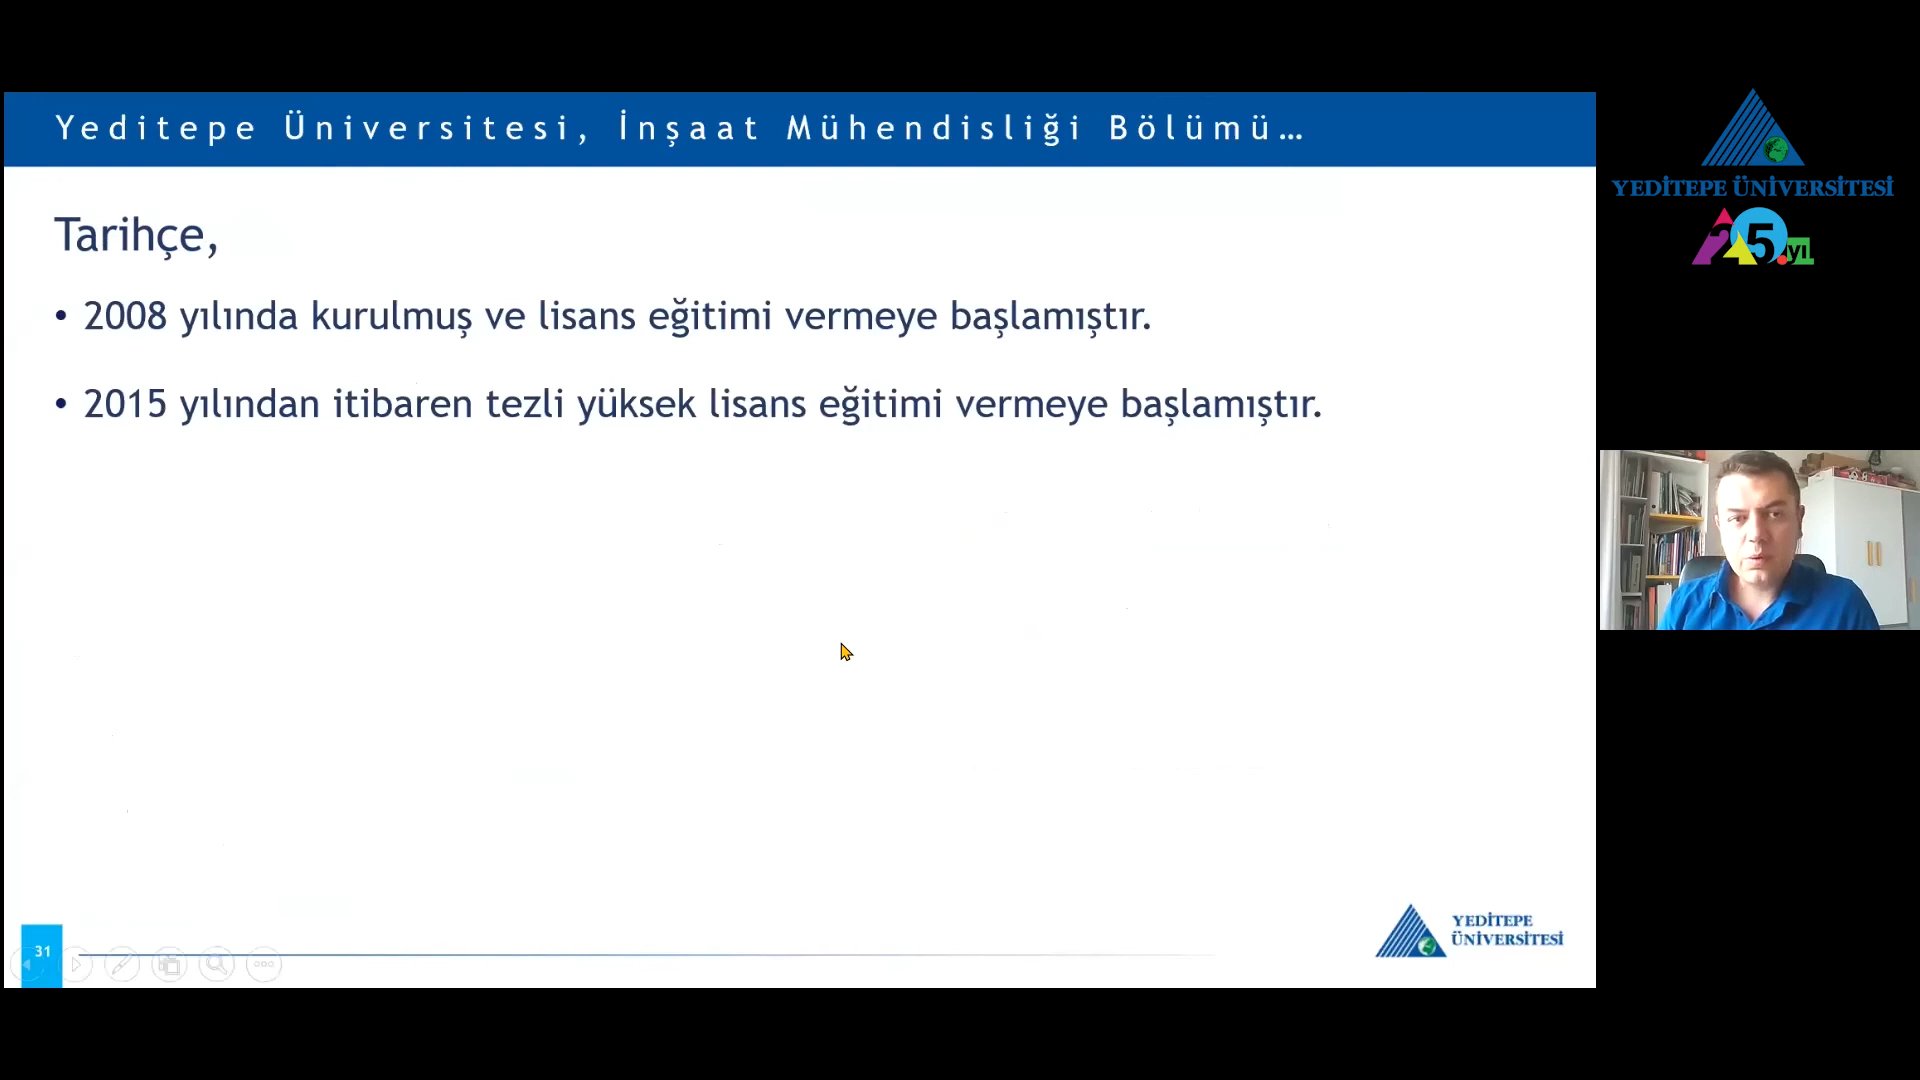 Yeditepe Üniversitesi, İnşaat Mühendisliği Bölümü…
Tarihçe,
• 2008 yılında kurulmuş ve lisans eğitimi vermeye başlamıştır.
• 2015 yılından itibaren tezli yüksek lisans eğitimi vermeye başlamıştır.
31
YEDİTEPE
ÜNİVERSİTESİ
YEDİTEPE ÜNİVERSİTESİ
25.yıl